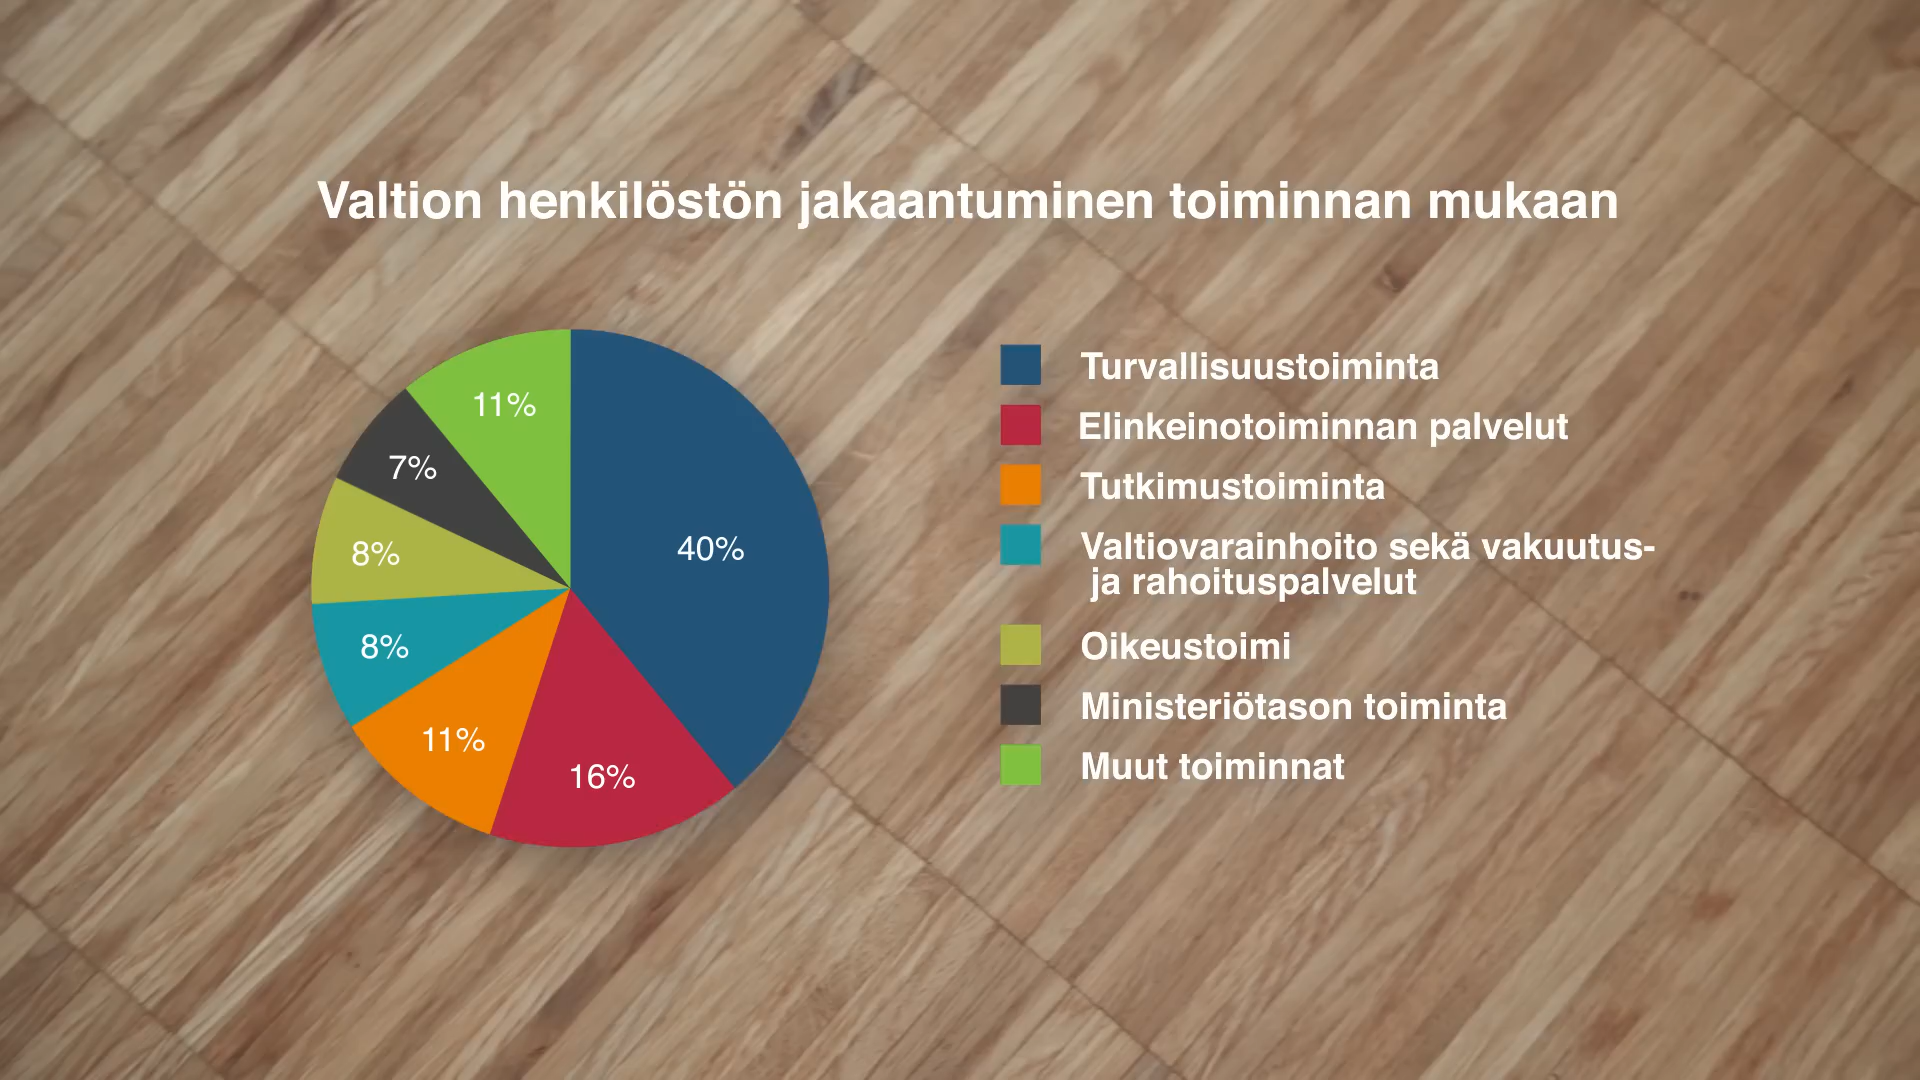 Valtion henkilöstön jakaantuminen toiminnan mukaan
11%
7%
40%
8%
8%
11%
16%
Turvallisuustoiminta
Elinkeinotoiminnan palvelut
Tutkimustoiminta
Valtiovarainhoito sekä vakuutus-
ja rahoituspalvelut
Oikeustoimi
Ministeriötason toiminta
Muut toiminnat